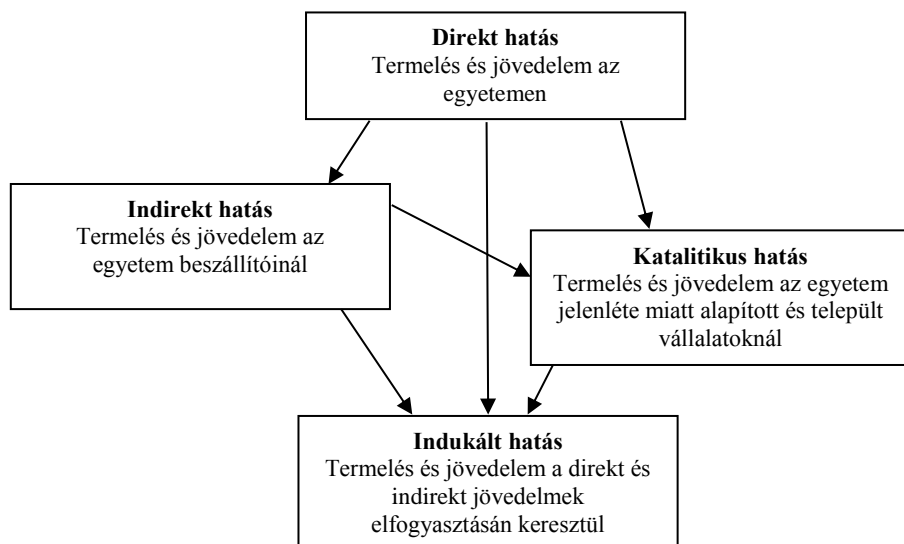 Direkt hatás
Termelés és jövedelem az
egyetemen
Indirekt hatás
Termelés és jövedelem az
egyetem beszállítóinál
Katalitikus hatás
Termelés és jövedelem az egyetem
jelenléte miatt alapított és települt
vállalatoknál
Indukált hatás
Termelés és jövedelem a direkt és
indirekt jövedelmek
elfogyasztásán keresztül